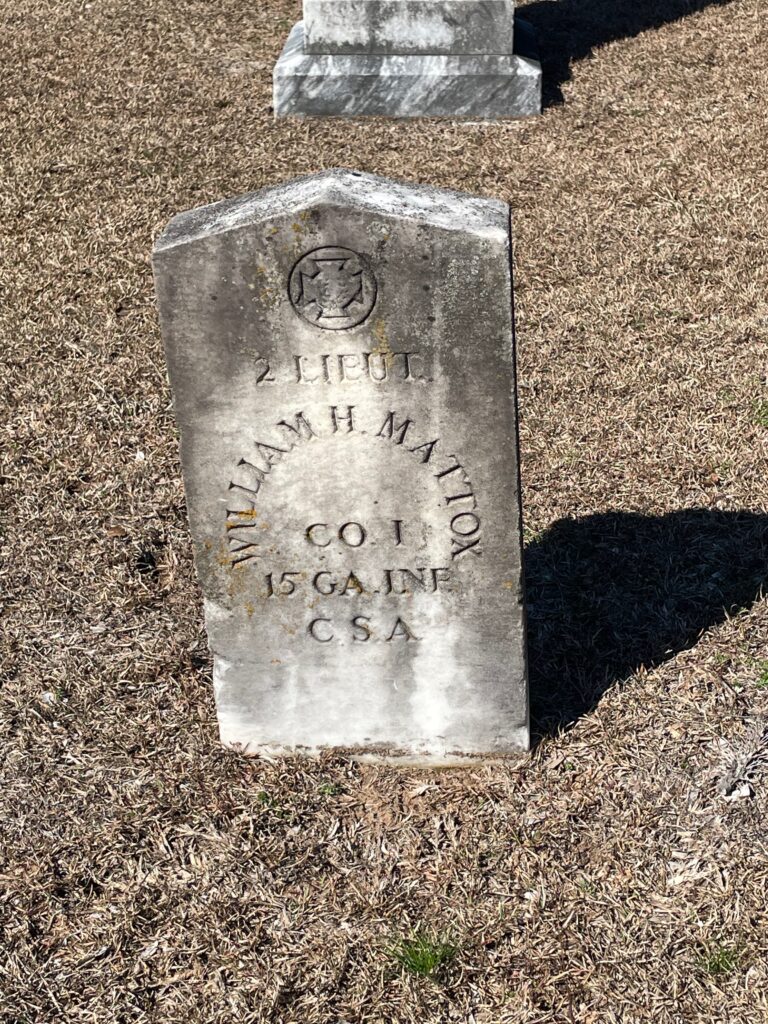 2 LIEUT.
WILLIAM H. MATTOX
CO. I
15 GA. INF.
C.S.A.